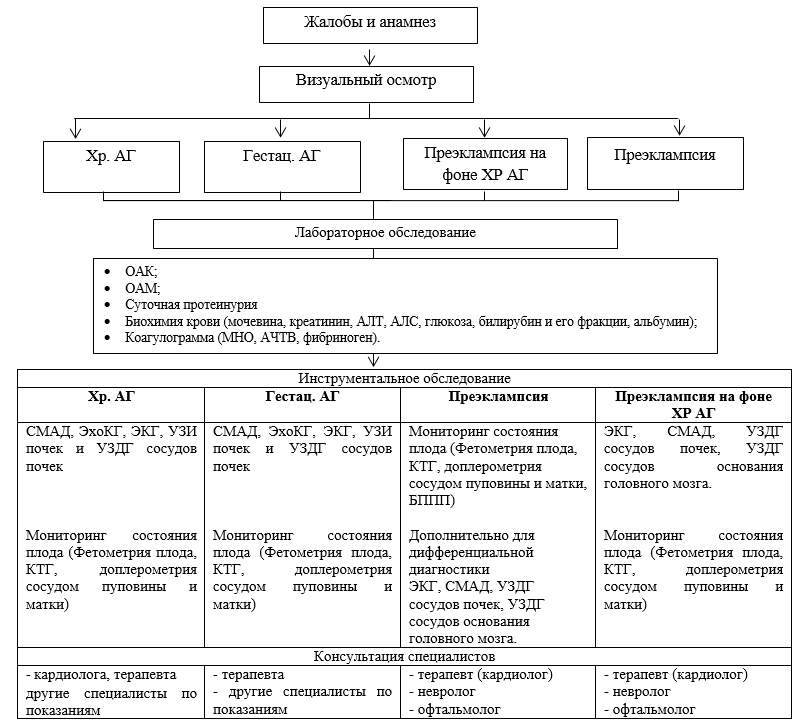 Жалобы и анамнез
Визуальный осмотр
Хр. АГ
Гестац. АГ
Преэклампсия на
фоне ХР АГ
Преэклампсия
Лабораторное обследование
• ОАК;
• ОАМ;
• Суточная протеинурия
• Биохимия крови (мочевина, креатинин, АЛТ, АЛС, глюкоза, билирубин и его фракции, альбумин);
• Коагулограмма (МНО, АЧТВ, фибриноген).
Инструментальное обследование
Хр. АГ
Гестац. АГ
Преэклампсия
Преэклампсия на фоне
ХР АГ
СМАД, ЭхоКГ, ЭКГ, УЗИ
почек и УЗДГ сосудов
почек
СМАД, ЭхоКГ, ЭКГ, УЗИ
почек и УЗДГ сосудов
почек
Мониторинг состояния
плода (Фетометрия плода,
КТГ, доплерометрия
сосудом пуповины и матки,
БППП)
ЭКГ, СМАД, УЗДГ
сосудов почек, УЗДГ
сосудов основания
головного мозга.
Мониторинг состояния
плода (Фетометрия плода,
КТГ, доплерометрия
сосудом пуповины и
матки)
Мониторинг состояния
плода (Фетометрия плода,
КТГ, доплерометрия
сосудом пуповины и
матки)
Дополнительно для
дифференциальной
диагностики
ЭКГ, СМАД, УЗДГ
сосудов почек, УЗДГ
сосудов основания
головного мозга.
Мониторинг состояния
плода (Фетометрия плода,
КТГ, доплерометрия
сосудом пуповины и
матки)
Консультация специалистов
- кардиолога, терапевта
другие специалисты по
показаниям
- терапевта
- другие специалисты по
показаниям
- терапевт (кардиолог)
- невролог
- офтальмолог
- терапевт (кардиолог)
- невролог
- офтальмолог